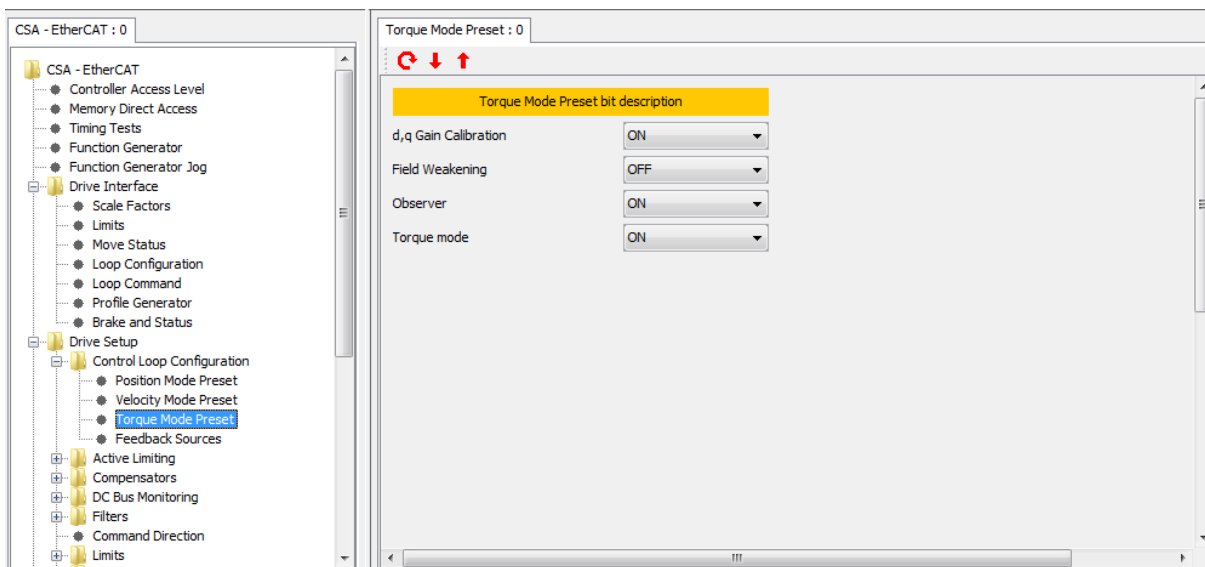 CSA - EtherCAT : 0
CSA - EtherCAT
Controller Access Level
Memory Direct Access
Timing Tests
Function Generator
Function Generator Jog
Drive Interface
Scale Factors
Limits
Move Status
Loop Configuration
Loop Command
Profile Generator
Brake and Status
Drive Setup
Control Loop Configuration
Position Mode Preset
Velocity Mode Preset
Torque Mode Preset
Feedback Sources
Active Limiting
Compensators
DC Bus Monitoring
Filters
Command Direction
Limits
Torque Mode Preset : 0
Torque Mode Preset bit description
d,q Gain Calibration ON
Field Weakening OFF
Observer ON
Torque mode ON